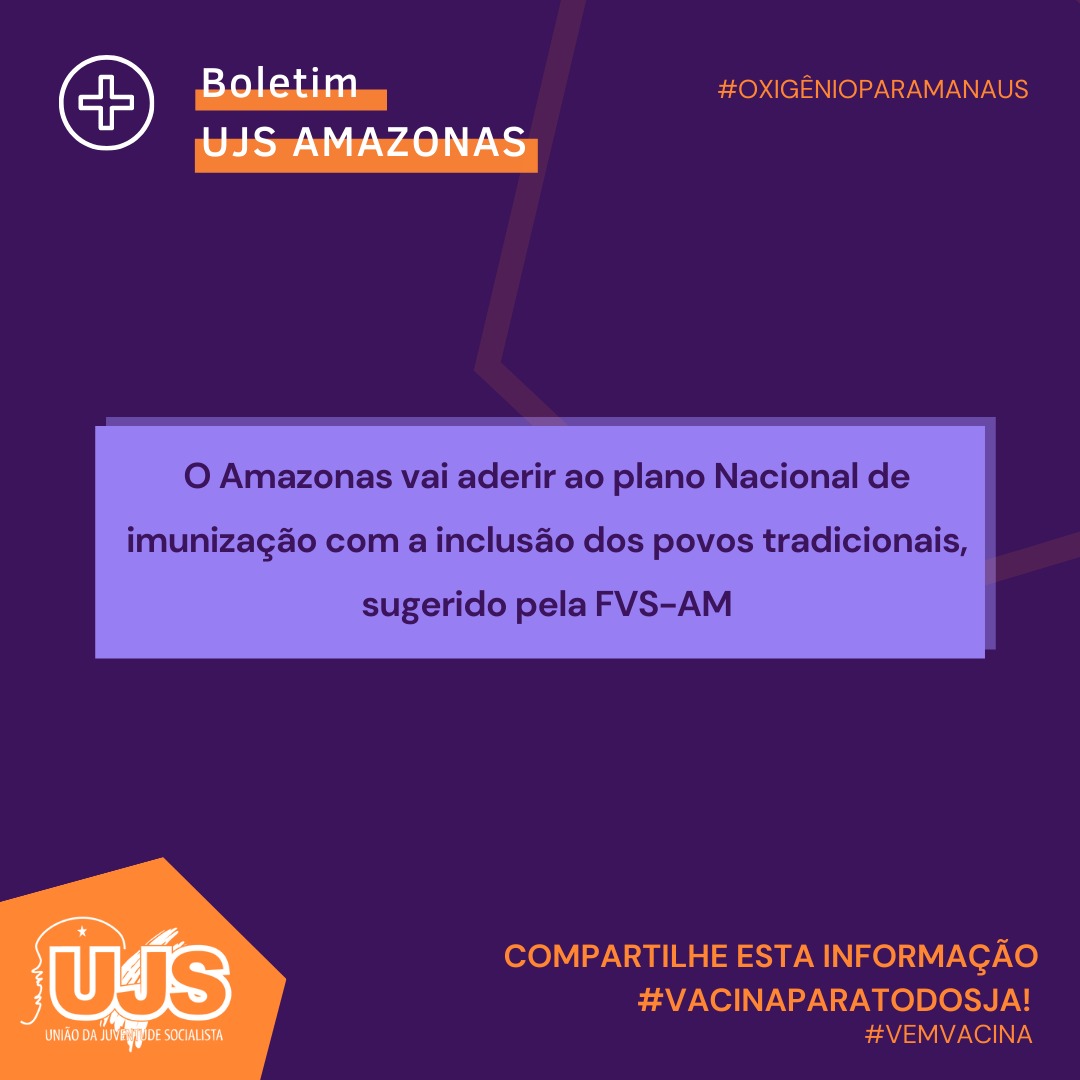 Boletim
UJS AMAZONAS
#OXIGÊNIOPARAMANAUS
O Amazonas vai aderir ao plano Nacional de
imunização com a inclusão dos povos tradicionais,
sugerido pela FVS-AM
UJS
UNIÃO DA JUVENTUDE SOCIALISTA
COMPARTILHE ESTA INFORMAÇÃO
#VACINAPARATODOSJA!
#VEMVACINA